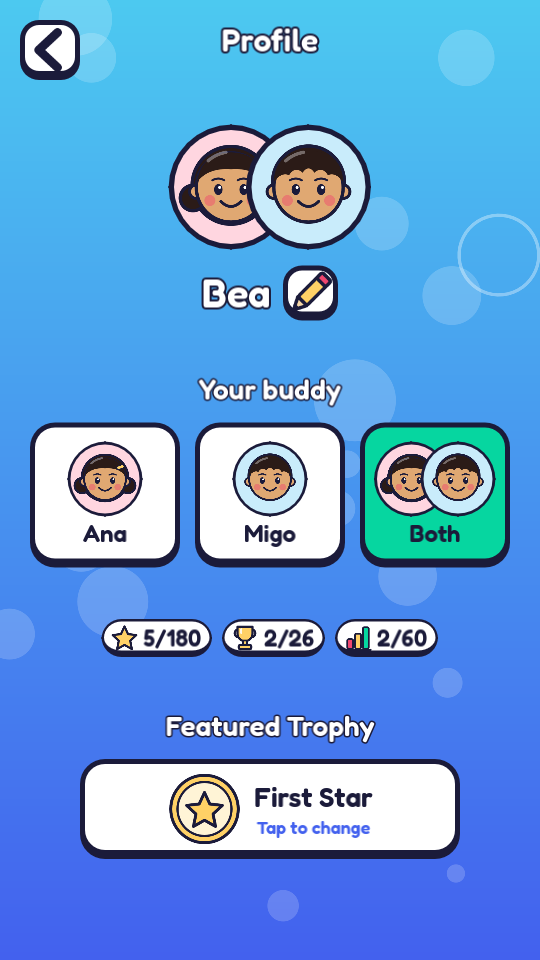 Profile
Bea
Your buddy
Ana
Migo
Both
5/180
2/26
2/60
Featured Trophy
First Star
Tap to change